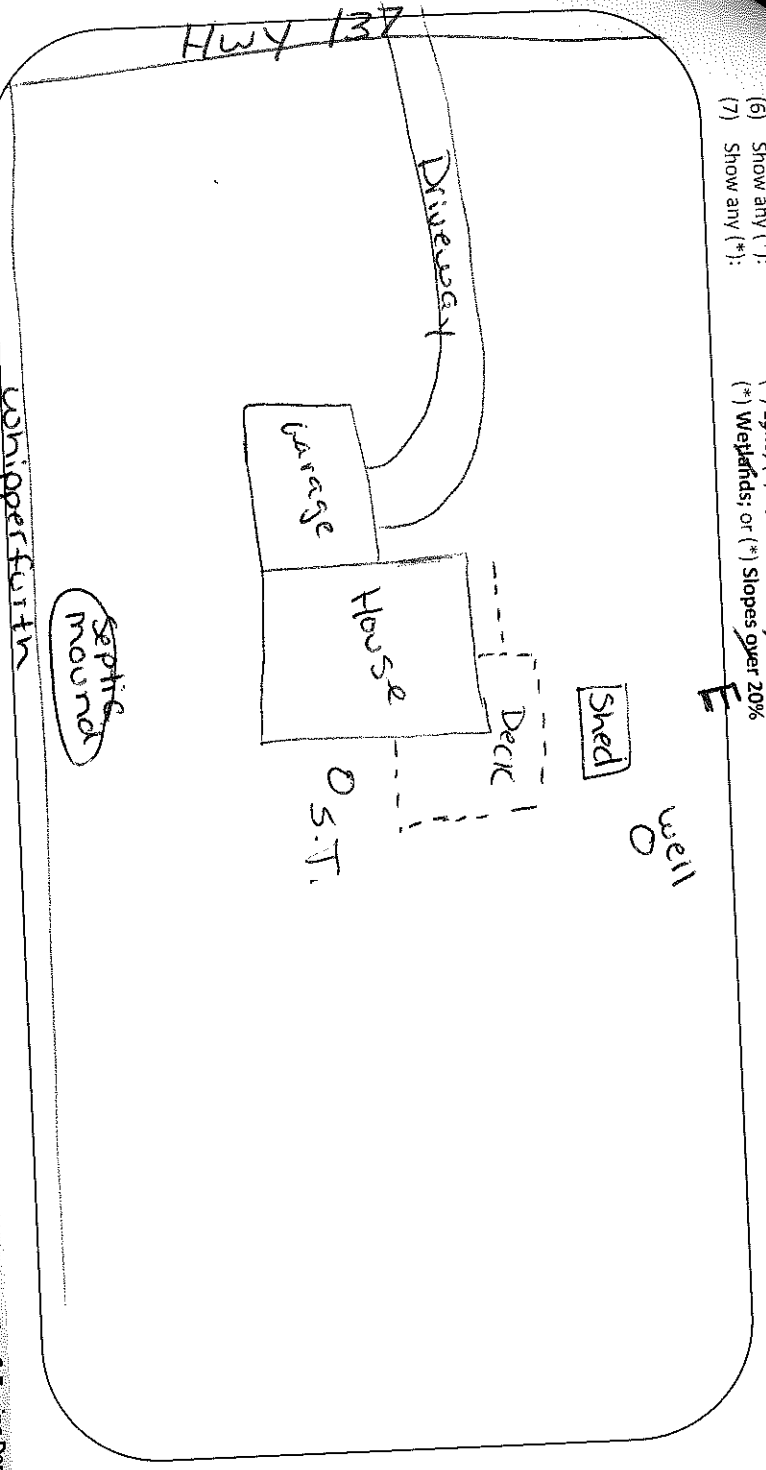 (6) Show any (*):
(7) Show any (*):
(*) Wetlands; or (*) Slopes over 20%
E
Hwy 137
Driveway
Garage
House
Deck
Shed
Well
S.T.
Septic
mound
Whipperfurth